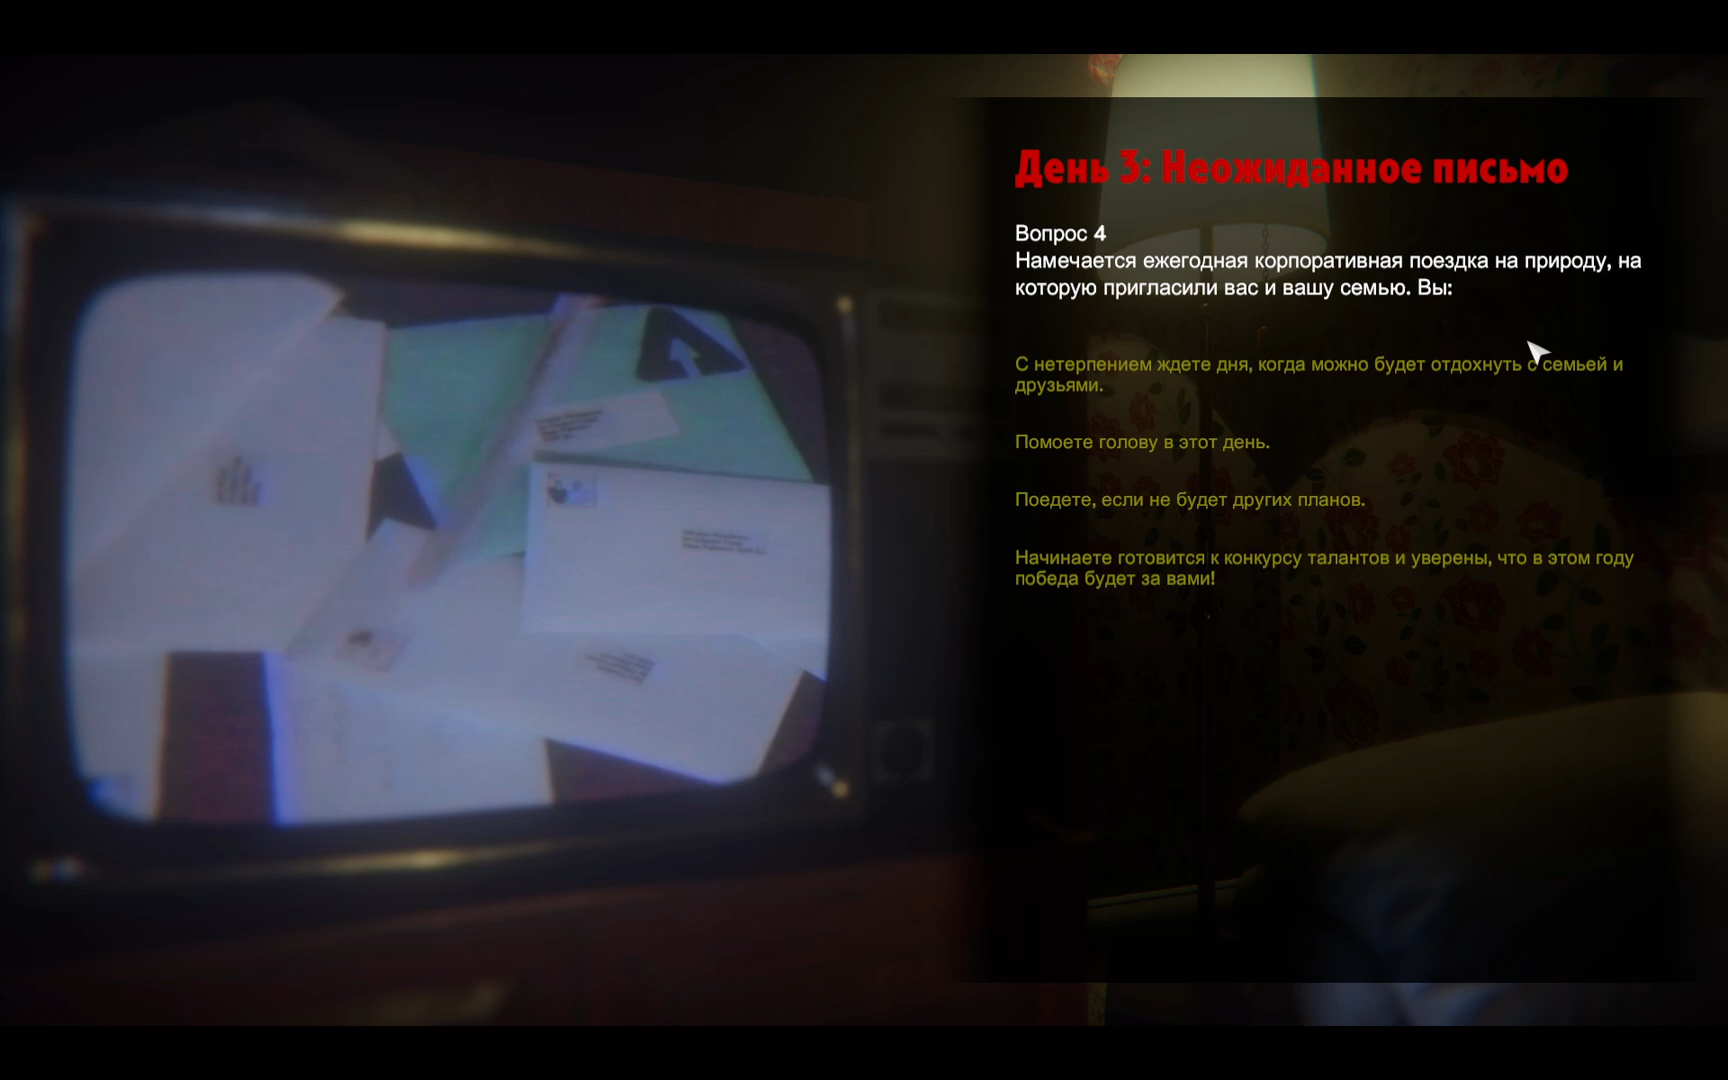 День 3: Неожиданное письмо
Вопрос 4
Намечается ежегодная корпоративная поездка на природу, на
которую пригласили вас и вашу семью. Вы:
С нетерпением ждете дня, когда можно будет отдохнуть с семьей и
друзьями.
Помоете голову в этот день.
Поедете, если не будет других планов.
Начинаете готовится к конкурсу талантов и уверены, что в этом году
победа будет за вами!